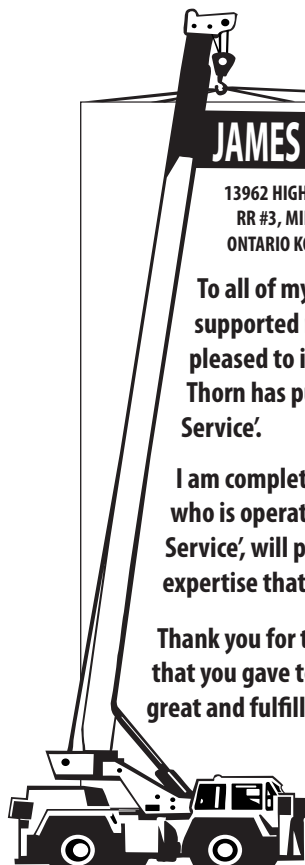 JAMES
13962 HIGH
RR #3, MI
ONTARIO K
To all of my
supported
pleased to i
Thorn has p
Service'.
I am complet
who is operat
Service', will p
expertise that
Thank you for t
that you gave t
great and fulfill